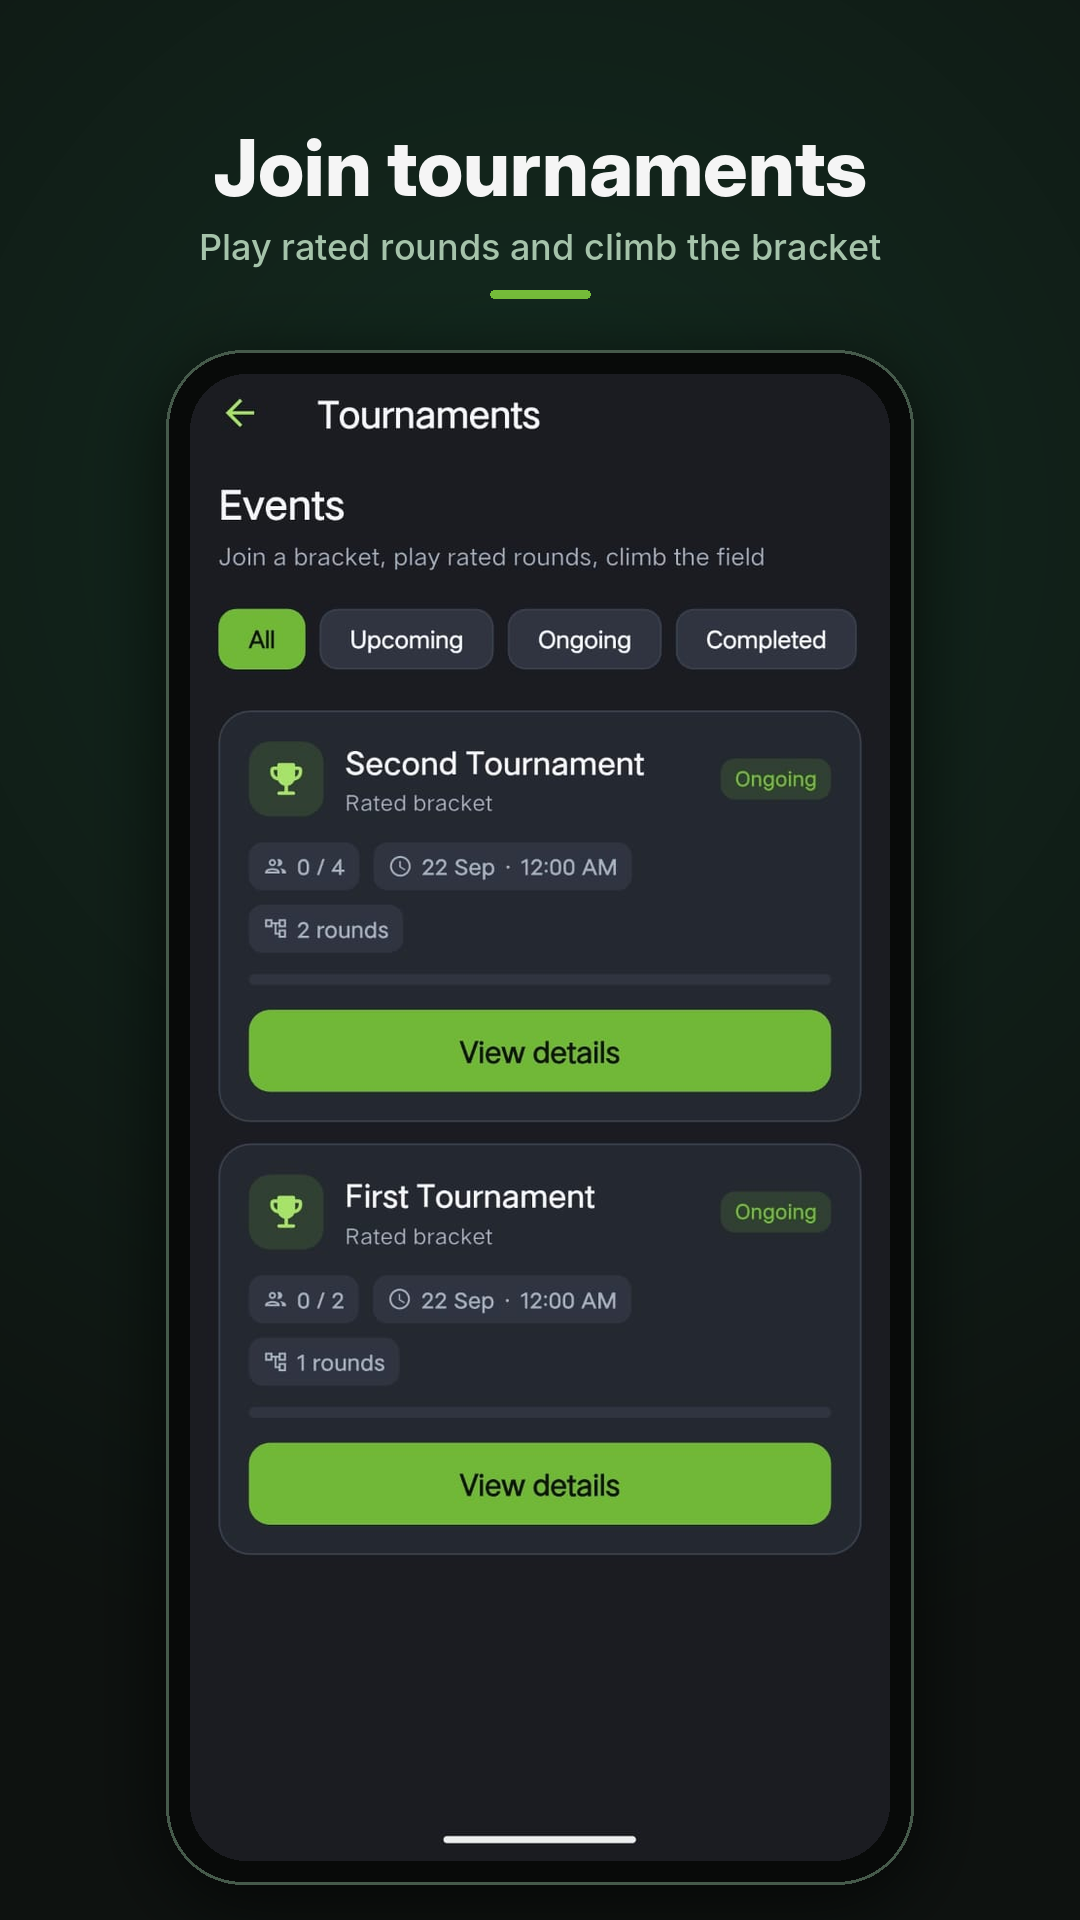 Join tournaments
Play rated rounds and climb the bracket
Tournaments
Events
Join a bracket, play rated rounds, climb the field
All Upcoming Ongoing Completed
Second Tournament
Ongoing
Rated bracket
0 / 4 22 Sep · 12:00 AM
2 rounds
View details
First Tournament
Ongoing
Rated bracket
0 / 2 22 Sep · 12:00 AM
1 rounds
View details